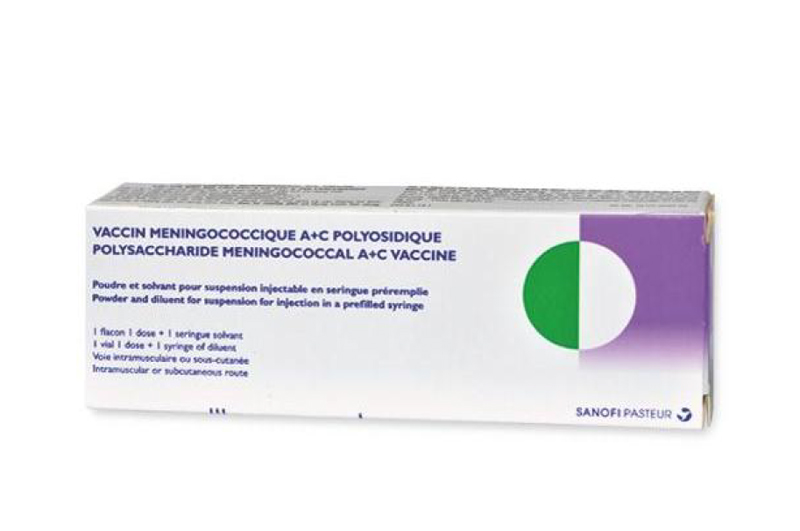 VACCIN MENINGOCOCCIQUE A+C POLYOSIDIQUE
POLYSACCHARIDE MENINGOCOCCAL A+C VACCINE
Poudre et solvant pour suspension injectable en seringue préremplie
Powder and diluent for suspension for injection in a prefilled syringe
1 flacon 1 dose + 1 seringue solvant
1 vial 1 dose + 1 syringe of diluent
Voie intramusculaire ou sous-cutanée
Intramuscular or subcutaneous route
SANOFI PASTEUR